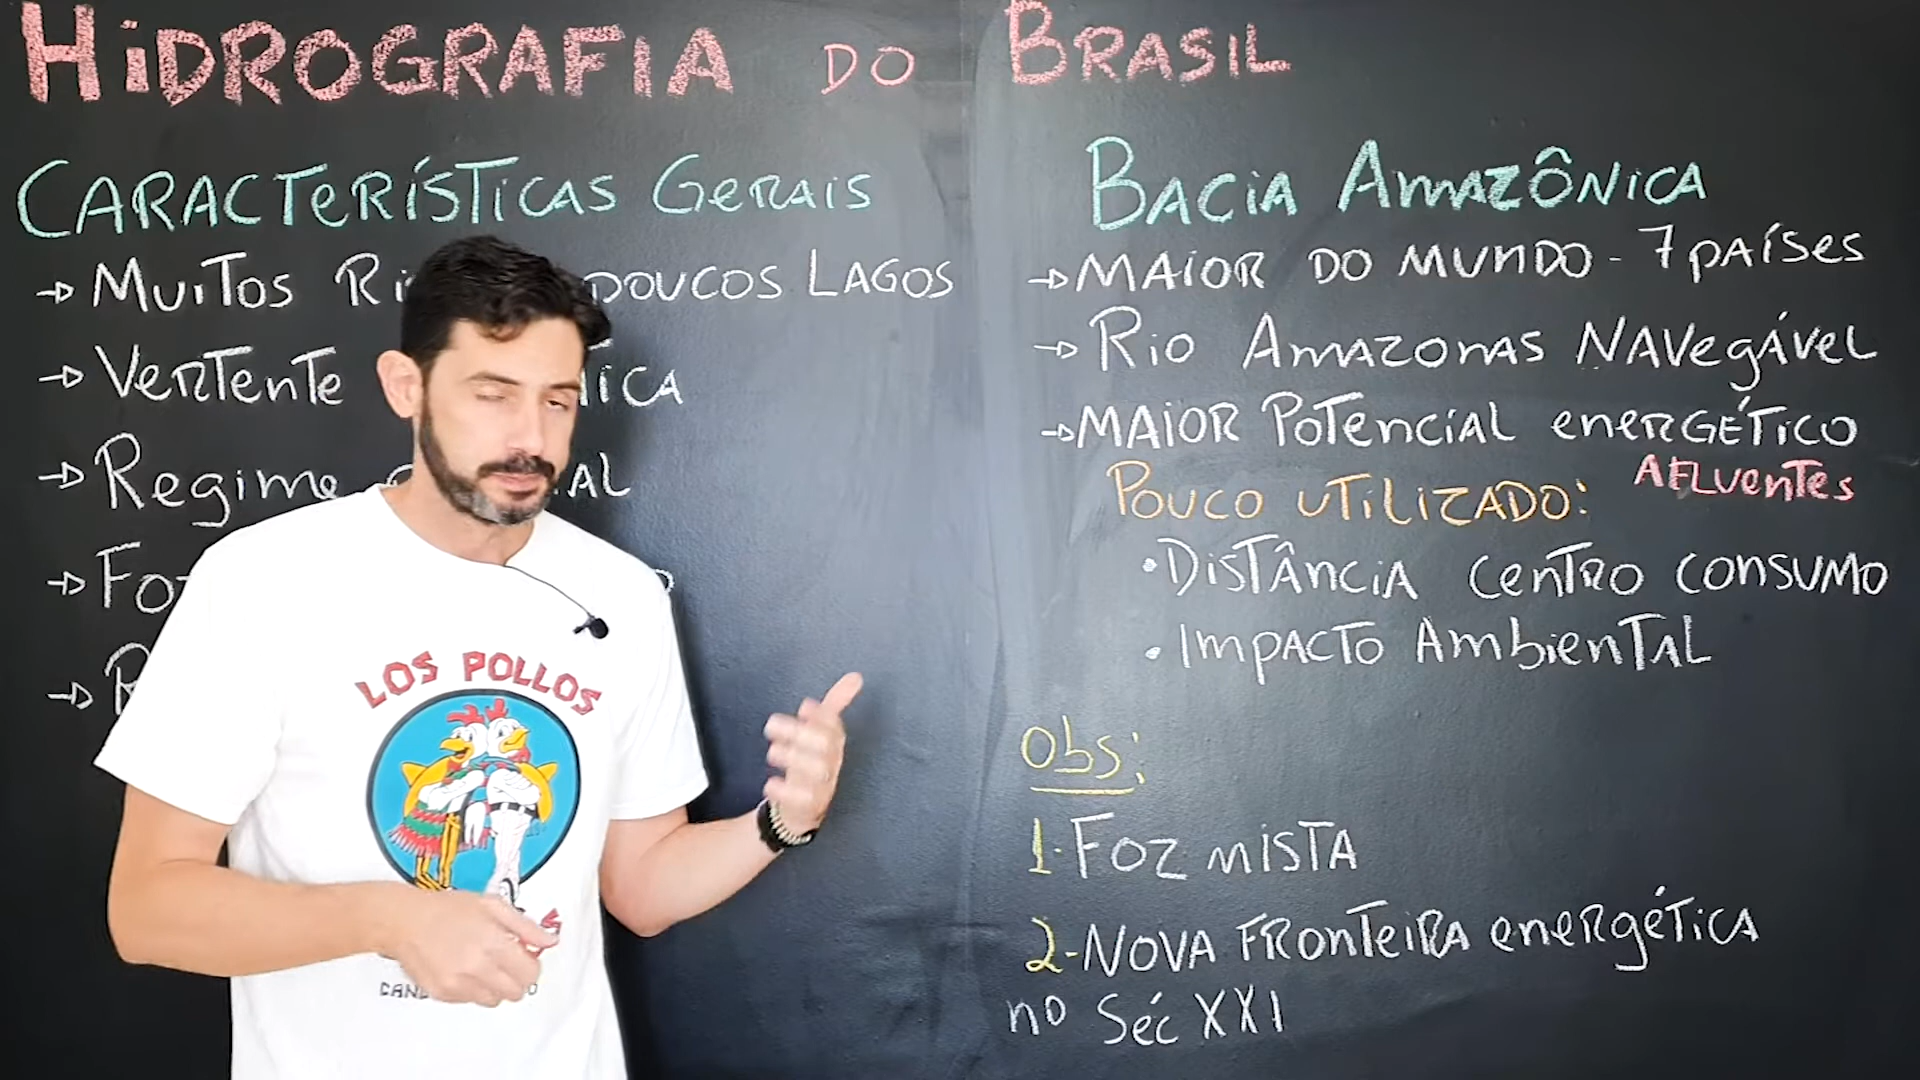 HIDROGRAFIA DO BRASIL
CARACTERÍSTICAS GERAIS
→ MUITOS POUCOS LAGOS
→ VERTENTE
→ Regime
→
→
BACIA AMAZÔNICA
→ MAIOR DO MUNDO - 7 PAÍSES
→ RIO AMAZONAS NAVEGÁVEL
→ MAIOR POTENCIAL ENERGÉTICO
AFLUENTES
POUCO UTILIZADO:
• DISTÂNCIA CENTRO CONSUMO
• IMPACTO AMBIENTAL
Obs:
1- FOZ MISTA
2- NOVA FRONTEIRA ENERGÉTICA
NO Séc XXI
LOS POLLOS